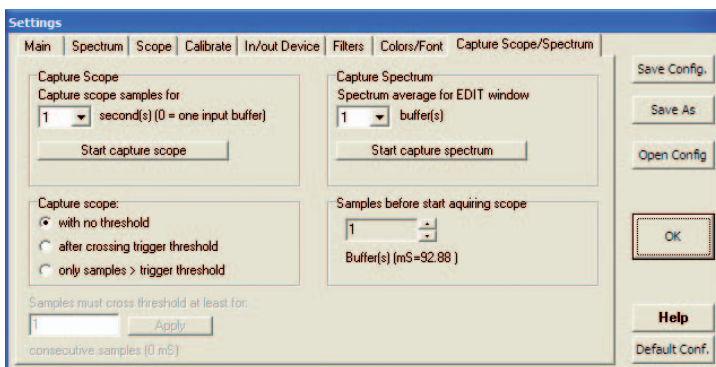 Settings
Main Spectrum Scope Calibrate In/out Device Filters Colors/Font Capture Scope/Spectrum
Capture Scope
Capture scope samples for
1 second(s) (0 = one input buffer)
Start capture scope
Capture Spectrum
Spectrum average for EDIT window
1 buffer(s)
Start capture spectrum
Capture scope:
with no threshold
after crossing trigger threshold
only samples > trigger threshold
Samples before start aquiring scope
1
Buffer(s) (mS=92.88 )
Samples must cross threshold at least for:
1 Apply
consecutive samples (0 mS)
Save Config.
Save As
Open Config
OK
Help
Default Conf.